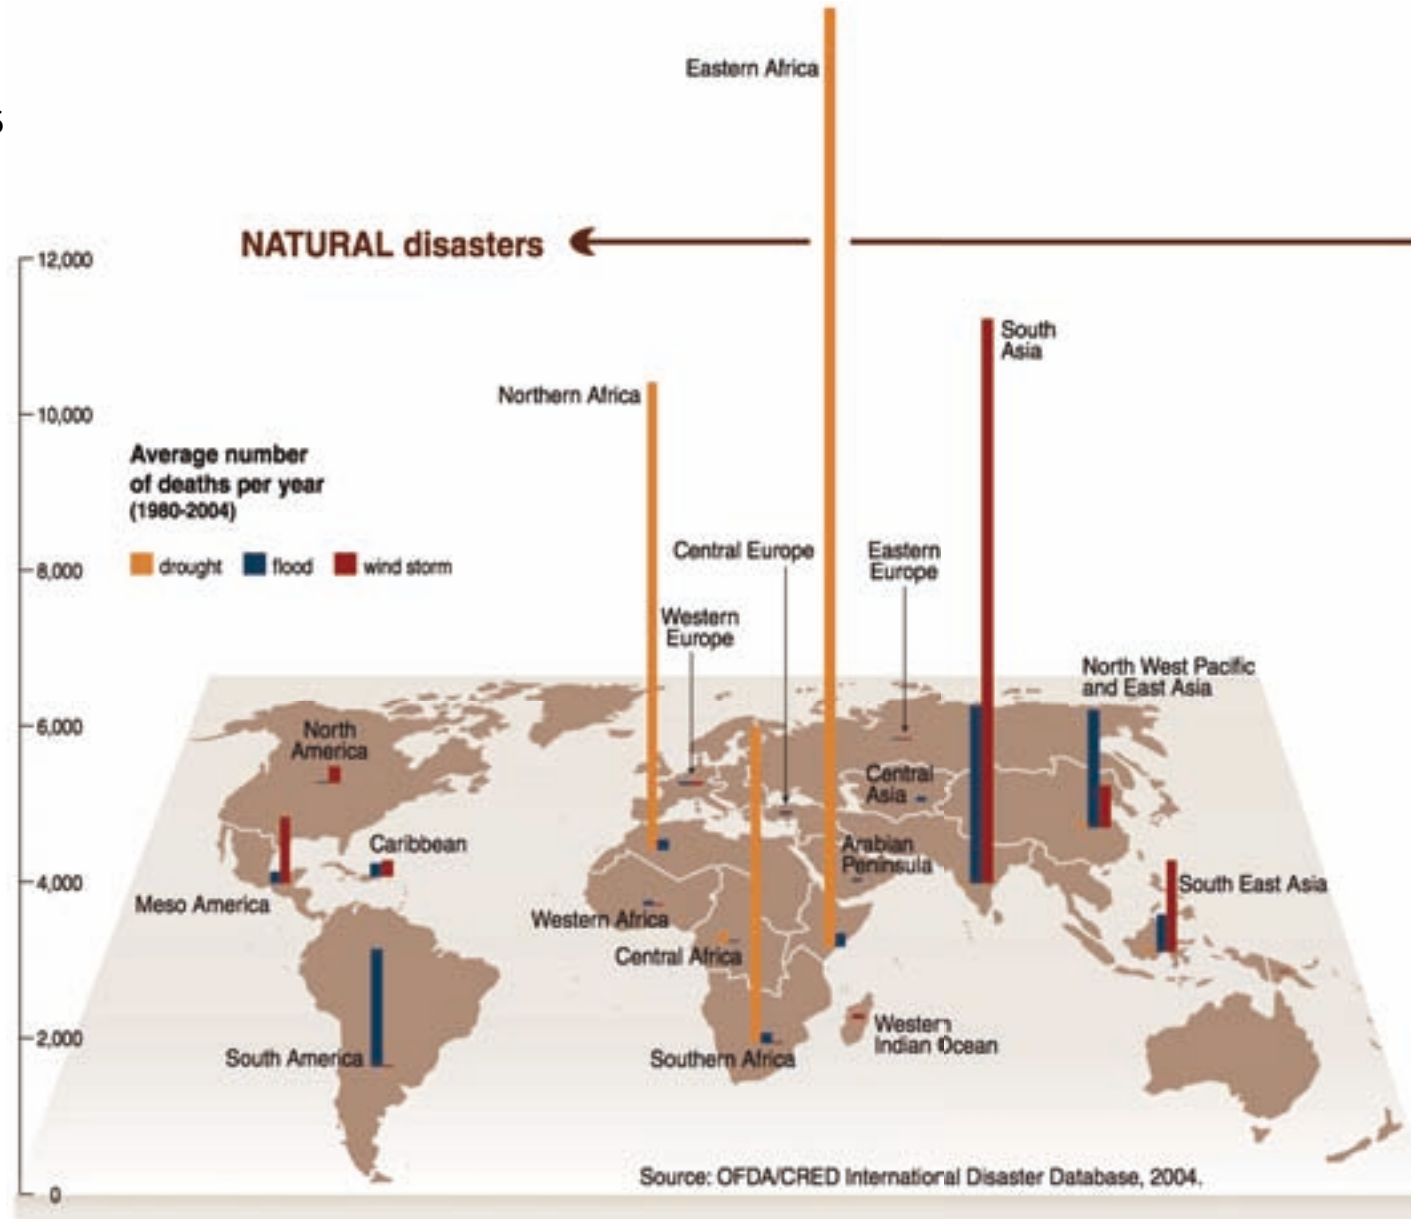 Eastern Africa
NATURAL disasters
12,000
South
Asia
Northern Africa
10,000
Average number
of deaths per year
(1980-2004)
drought flood wind storm
8,000
Central Europe
Eastern
Europe
Western
Europe
North West Pacific
and East Asia
6,000
North
America
Central
Asia
Caribbean
Arabian
Peninsula
4,000
South East Asia
Meso America
Western Africa
Central Africa
2,000
Western
Indian Ocean
South America
Southern Africa
Source: OFDA/CRED International Disaster Database, 2004.
0